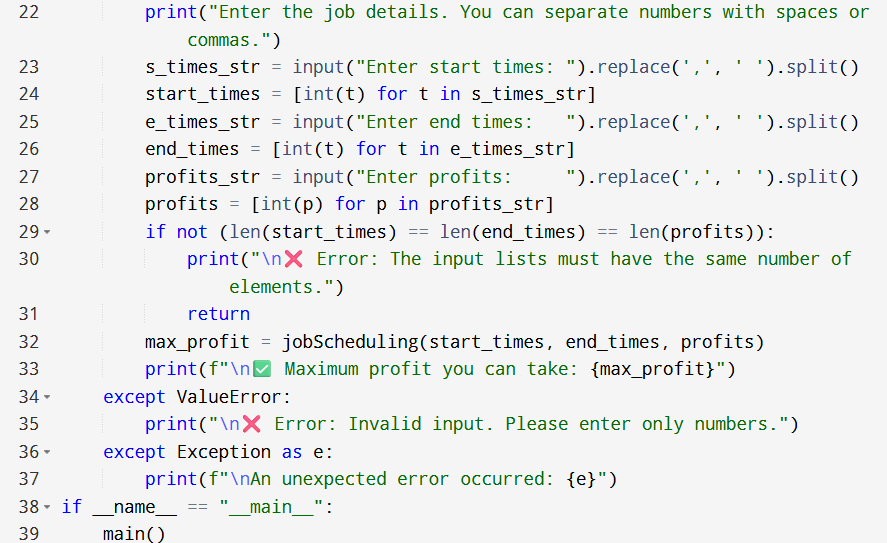 22 print("Enter the job details. You can separate numbers with spaces or
commas.")
23 s_times_str = input("Enter start times: ").replace(',', ' ').split()
24 start_times = [int(t) for t in s_times_str]
25 e_times_str = input("Enter end times:   ").replace(',', ' ').split()
26 end_times = [int(t) for t in e_times_str]
27 profits_str = input("Enter profits:     ").replace(',', ' ').split()
28 profits = [int(p) for p in profits_str]
29 if not (len(start_times) == len(end_times) == len(profits)):
30 print("\n❌ Error: The input lists must have the same number of
elements.")
31 return
32 max_profit = jobScheduling(start_times, end_times, profits)
33 print(f"\n✅ Maximum profit you can take: {max_profit}")
34 except ValueError:
35 print("\n❌ Error: Invalid input. Please enter only numbers.")
36 except Exception as e:
37 print(f"\nAn unexpected error occurred: {e}")
38 if __name__ == "__main__":
39 main()